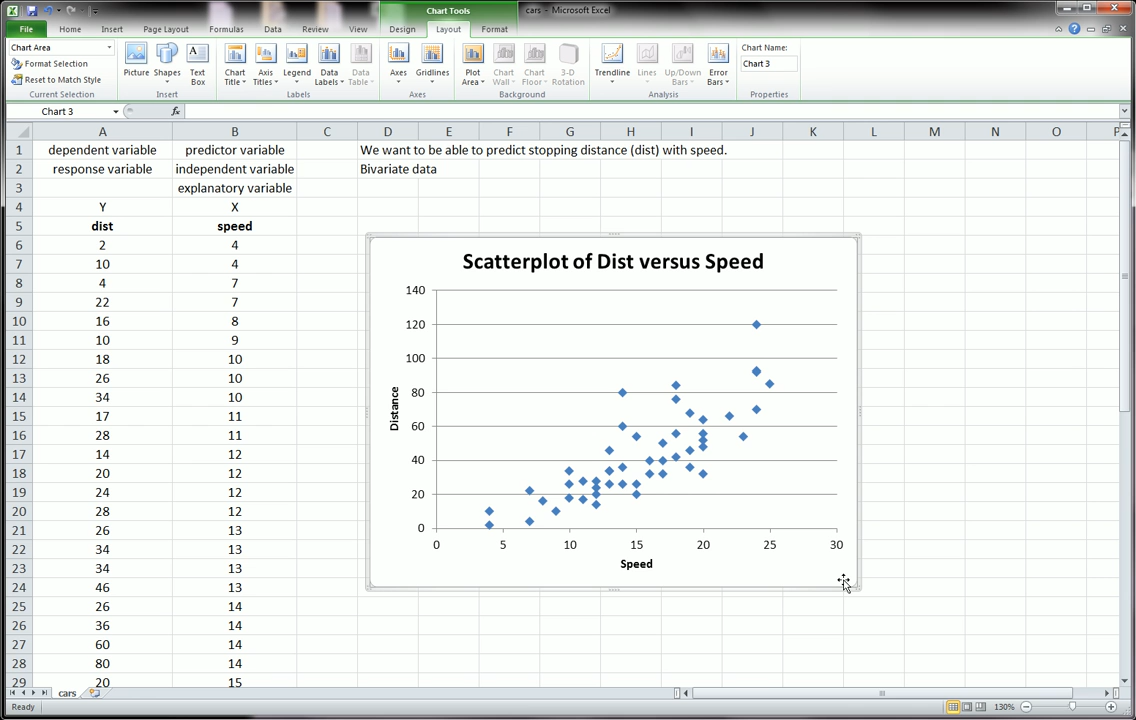 Chart Tools
cars - Microsoft Excel
File Home Insert Page Layout Formulas Data Review View Design Layout Format
Chart Area
Format Selection
Reset to Match Style
Current Selection
Picture Shapes Text Box
Insert
Chart Title Axis Titles Legend Data Labels Data Table
Labels
Axes Gridlines
Axes
Plot Area Chart Wall Chart Floor 3-D Rotation
Background
Trendline Lines Up/Down Bars Error Bars
Analysis
Chart Name:
Chart 3
Properties
Chart 3 fx
A B C D E F G H I J K L M N O P
1 dependent variable predictor variable We want to be able to predict stopping distance (dist) with speed.
2 response variable independent variable Bivariate data
3 explanatory variable
4 Y X
5 dist speed
6 2 4
7 10 4
8 4 7
9 22 7
10 16 8
11 10 9
12 18 10
13 26 10
14 34 10
15 17 11
16 28 11
17 14 12
18 20 12
19 24 12
20 28 12
21 26 13
22 34 13
23 34 13
24 46 13
25 26 14
26 36 14
27 60 14
28 80 14
29 20 15
Scatterplot of Dist versus Speed
140
120
100
80
60
40
20
0
Distance
0 5 10 15 20 25 30
Speed
cars
Ready 130%